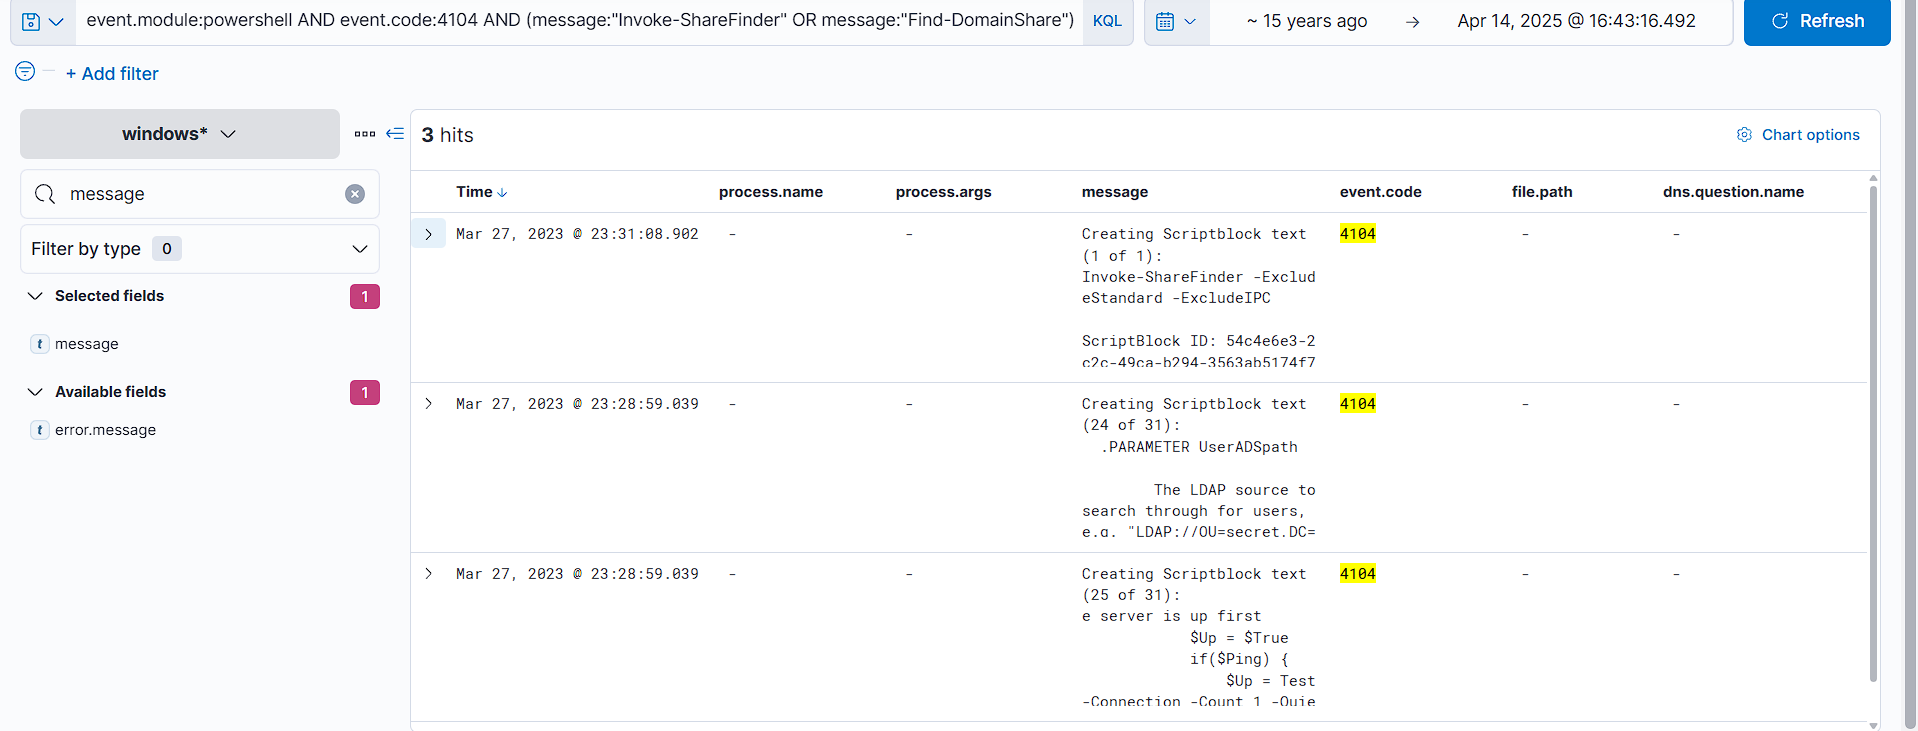 event.module:powershell AND event.code:4104 AND (message:"Invoke-ShareFinder" OR message:"Find-DomainShare")
KQL
~ 15 years ago
→
Apr 14, 2025 @ 16:43:16.492
Refresh
+ Add filter
windows*
3 hits
Chart options
message
Filter by type 0
Selected fields 1
t message
Available fields 1
t error.message
Time ↓ process.name process.args message event.code file.path dns.question.name
Mar 27, 2023 @ 23:31:08.902 - - Creating Scriptblock text 4104 - -
(1 of 1):
Invoke-ShareFinder -Exclud
eStandard -ExcludeIPC
ScriptBlock ID: 54c4e6e3-2
c2c-49ca-b294-3563ab5174f7
Mar 27, 2023 @ 23:28:59.039 - - Creating Scriptblock text 4104 - -
(24 of 31):
.PARAMETER UserADSpath
The LDAP source to
search through for users,
e.g. "LDAP://OU=secret,DC=
Mar 27, 2023 @ 23:28:59.039 - - Creating Scriptblock text 4104 - -
(25 of 31):
e server is up first
$Up = $True
if($Ping) {
$Up = Test
-Connection -Count 1 -Quie